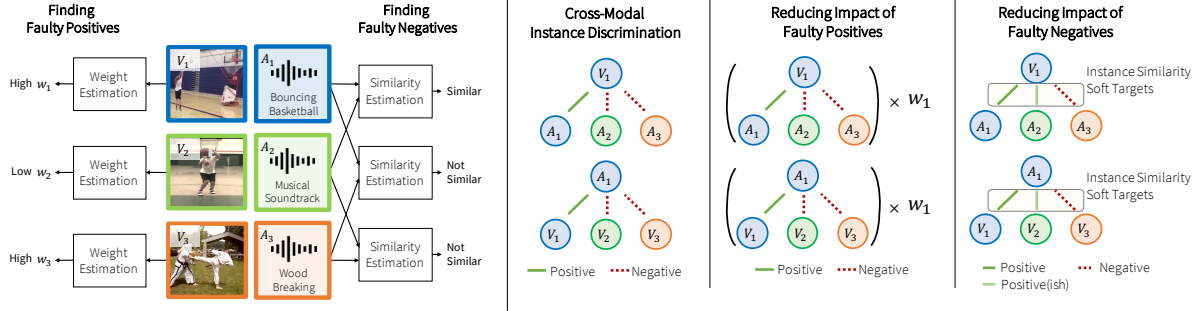 Finding
Faulty Positives
Finding
Faulty Negatives
High w₁
Weight
Estimation
V₁
A₁
Bouncing
Basketball
Similarity
Estimation
Similar
Low w₂
Weight
Estimation
V₂
A₂
Musical
Soundtrack
Similarity
Estimation
Not
Similar
High w₃
Weight
Estimation
V₃
A₃
Wood
Breaking
Similarity
Estimation
Not
Similar
Cross-Modal
Instance Discrimination
V₁
A₁ A₂ A₃
A₁
V₁ V₂ V₃
Positive Negative
Reducing Impact of
Faulty Positives
V₁
A₁ A₂ A₃
× w₁
A₁
V₁ V₂ V₃
× w₁
Positive Negative
Reducing Impact of
Faulty Negatives
V₁
Instance Similarity
Soft Targets
A₁ A₂ A₃
A₁
Instance Similarity
Soft Targets
V₁ V₂ V₃
Positive Negative
Positive(ish)